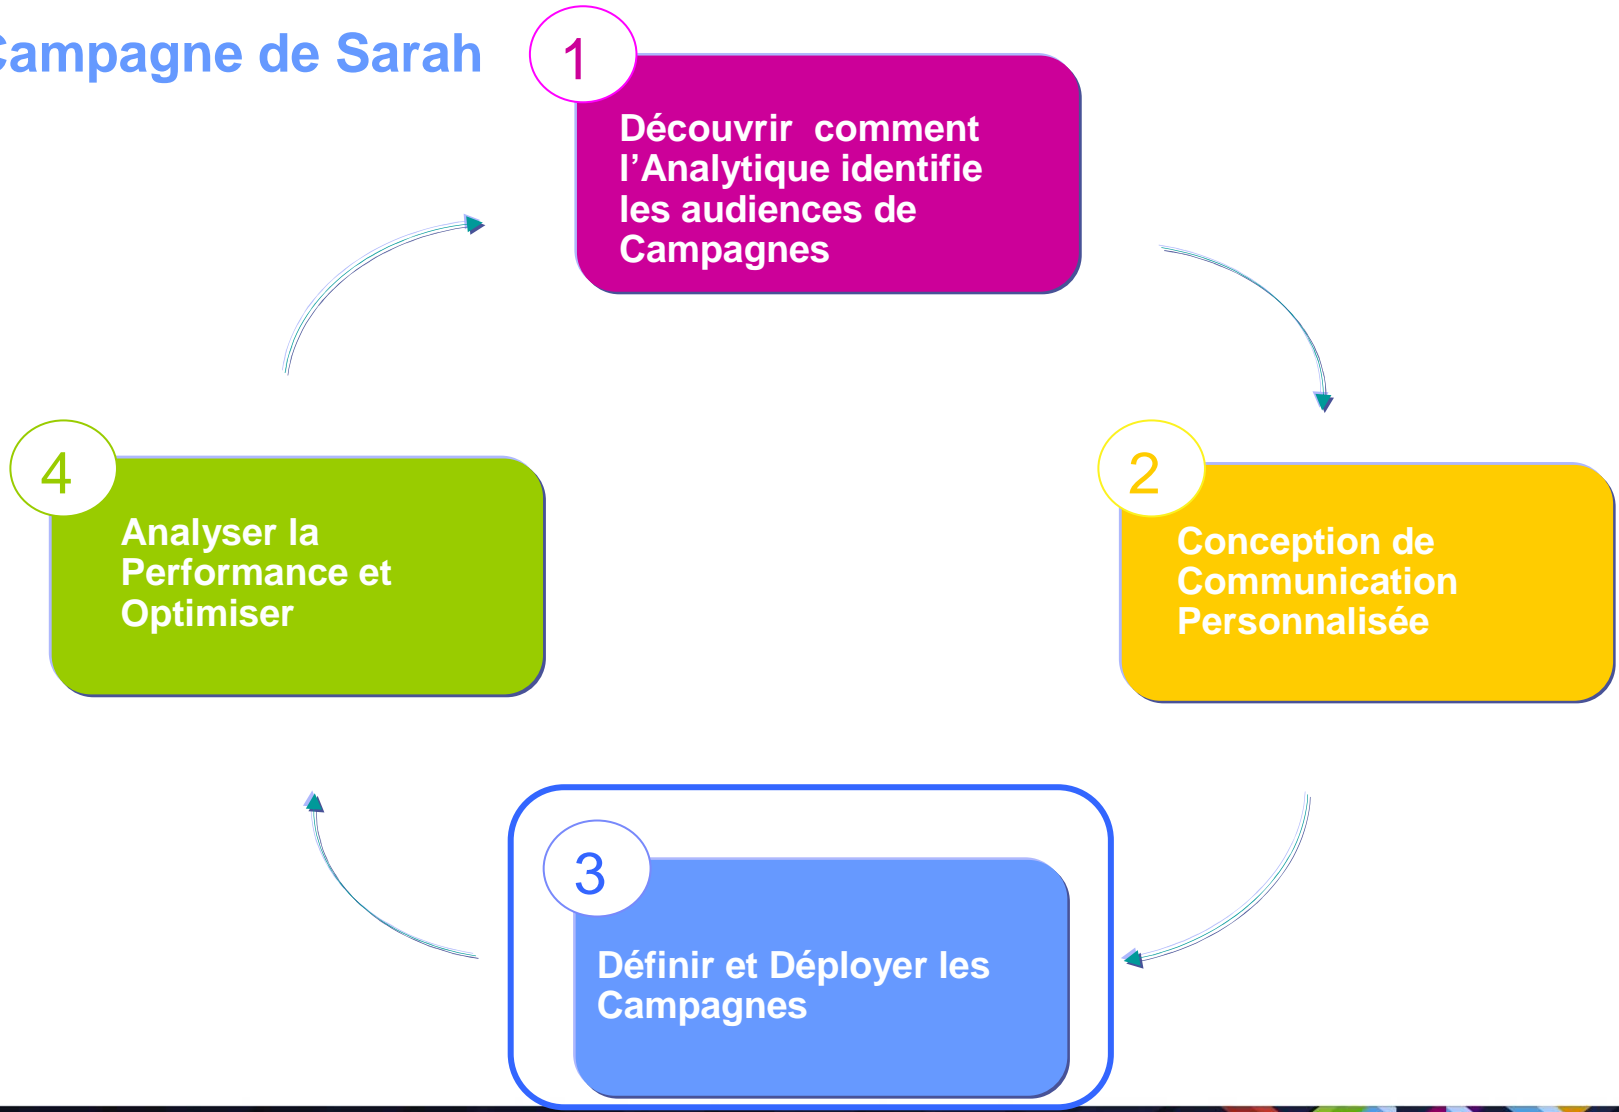 Campagne de Sarah
1
Découvrir comment
l’Analytique identifie
les audiences de
Campagnes
2
Conception de
Communication
Personnalisée
3
Définir et Déployer les
Campagnes
4
Analyser la
Performance et
Optimiser